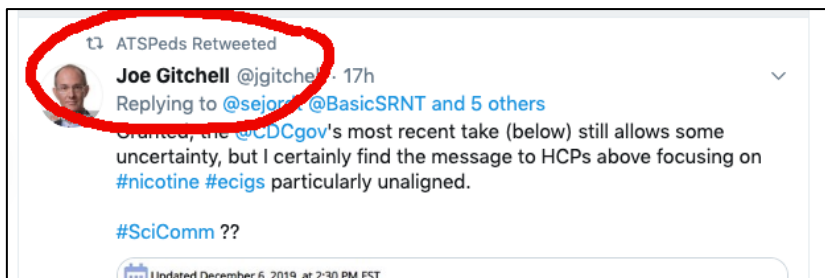 ATSPeds Retweeted
Joe Gitchell @jgitchel · 17h
Replying to @sejord @BasicSRNT and 5 others
Granted, the @CDCgov's most recent take (below) still allows some
uncertainty, but I certainly find the message to HCPs above focusing on
#nicotine #ecigs particularly unaligned.
#SciComm ??
Updated December 6, 2019, at 2:30 PM EST